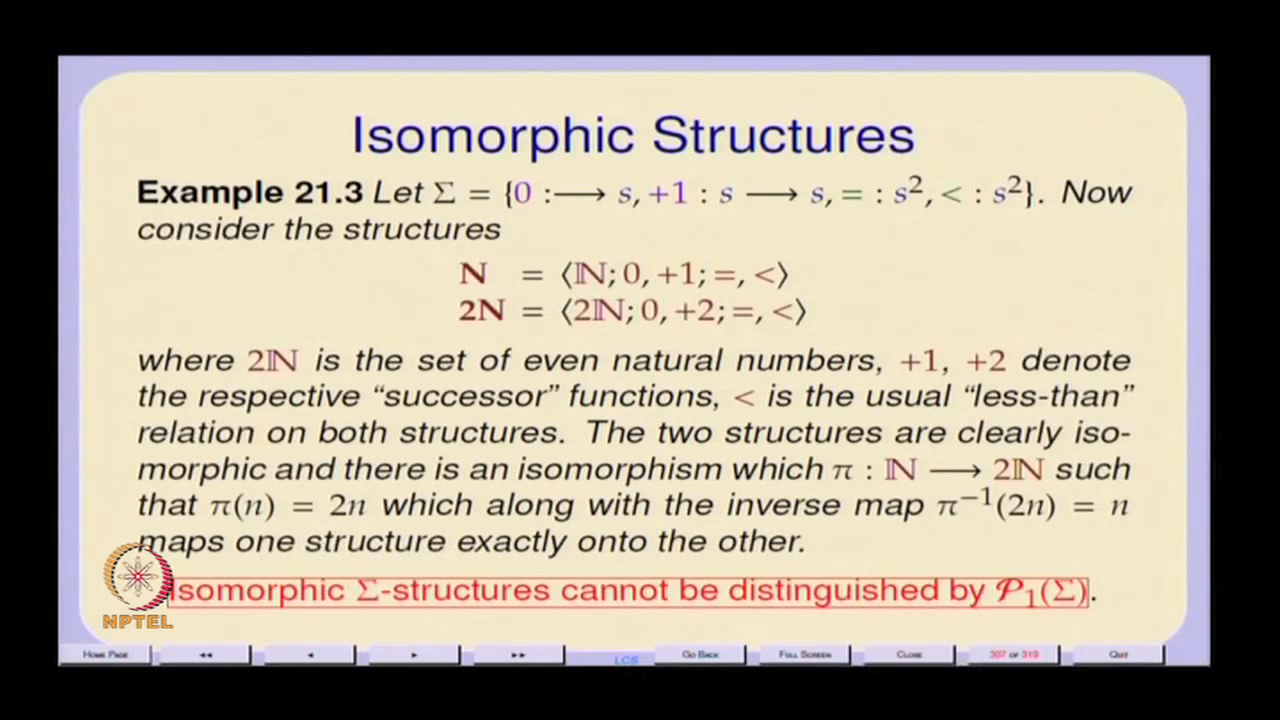 Isomorphic Structures
Example 21.3 Let Σ = {0 :⟶ s, +1 : s ⟶ s, = : s², < : s²}. Now
consider the structures
N = ⟨ℕ; 0, +1; =, <⟩
2N = ⟨2ℕ; 0, +2; =, <⟩
where 2ℕ is the set of even natural numbers, +1, +2 denote
the respective “successor” functions, < is the usual “less-than”
relation on both structures. The two structures are clearly iso-
morphic and there is an isomorphism which π : ℕ ⟶ 2ℕ such
that π(n) = 2n which along with the inverse map π⁻¹(2n) = n
maps one structure exactly onto the other.
Isomorphic Σ-structures cannot be distinguished by 𝒫₁(Σ).
NPTEL
HOME PAGE ◂◂ ◂ ▸ ▸▸ LCS GO BACK FULL SCREEN CLOSE 307 OF 319 QUIT